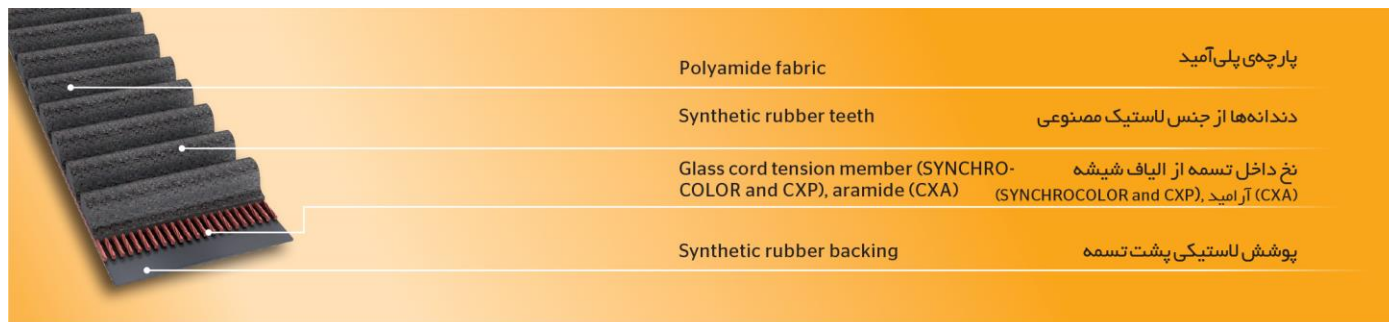 Polyamide fabric
پارچه‌ی پلی‌آمید
Synthetic rubber teeth
دندانه‌ها از جنس لاستیک مصنوعی
Glass cord tension member (SYNCHRO-
COLOR and CXP), aramide (CXA)
نخ داخل تسمه از الیاف شیشه
(SYNCHROCOLOR and CXP), آرامید (CXA)
Synthetic rubber backing
پوشش لاستیکی پشت تسمه